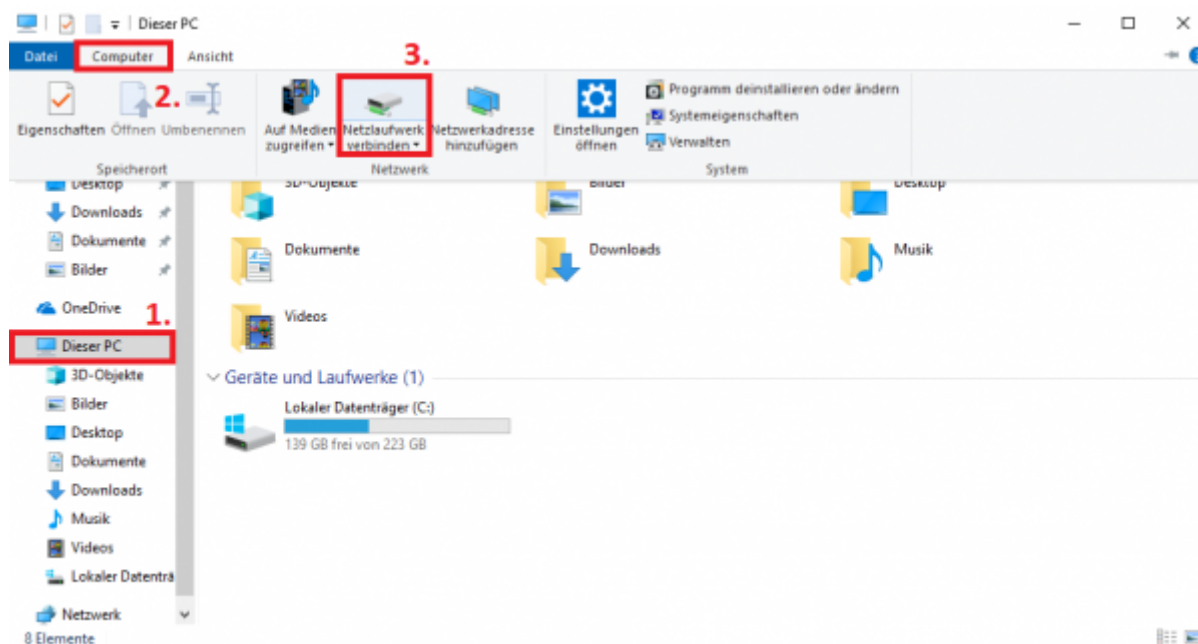 Dieser PC
Datei Computer Ansicht
3.
2.
Eigenschaften Öffnen Umbenennen
Auf Medien zugreifen
Netzlaufwerk verbinden
Netzwerkadresse hinzufügen
Einstellungen öffnen
Programm deinstallieren oder ändern
Systemeigenschaften
Verwalten
Speicherort
Netzwerk
System
Desktop
Downloads
Dokumente
Bilder
OneDrive
1.
Dieser PC
3D-Objekte
Bilder
Desktop
Dokumente
Downloads
Musik
Videos
Lokaler Datenträ
Netzwerk
3D-Objekte
Bilder
Desktop
Dokumente
Downloads
Musik
Videos
Geräte und Laufwerke (1)
Lokaler Datenträger (C:)
139 GB frei von 223 GB
8 Elemente